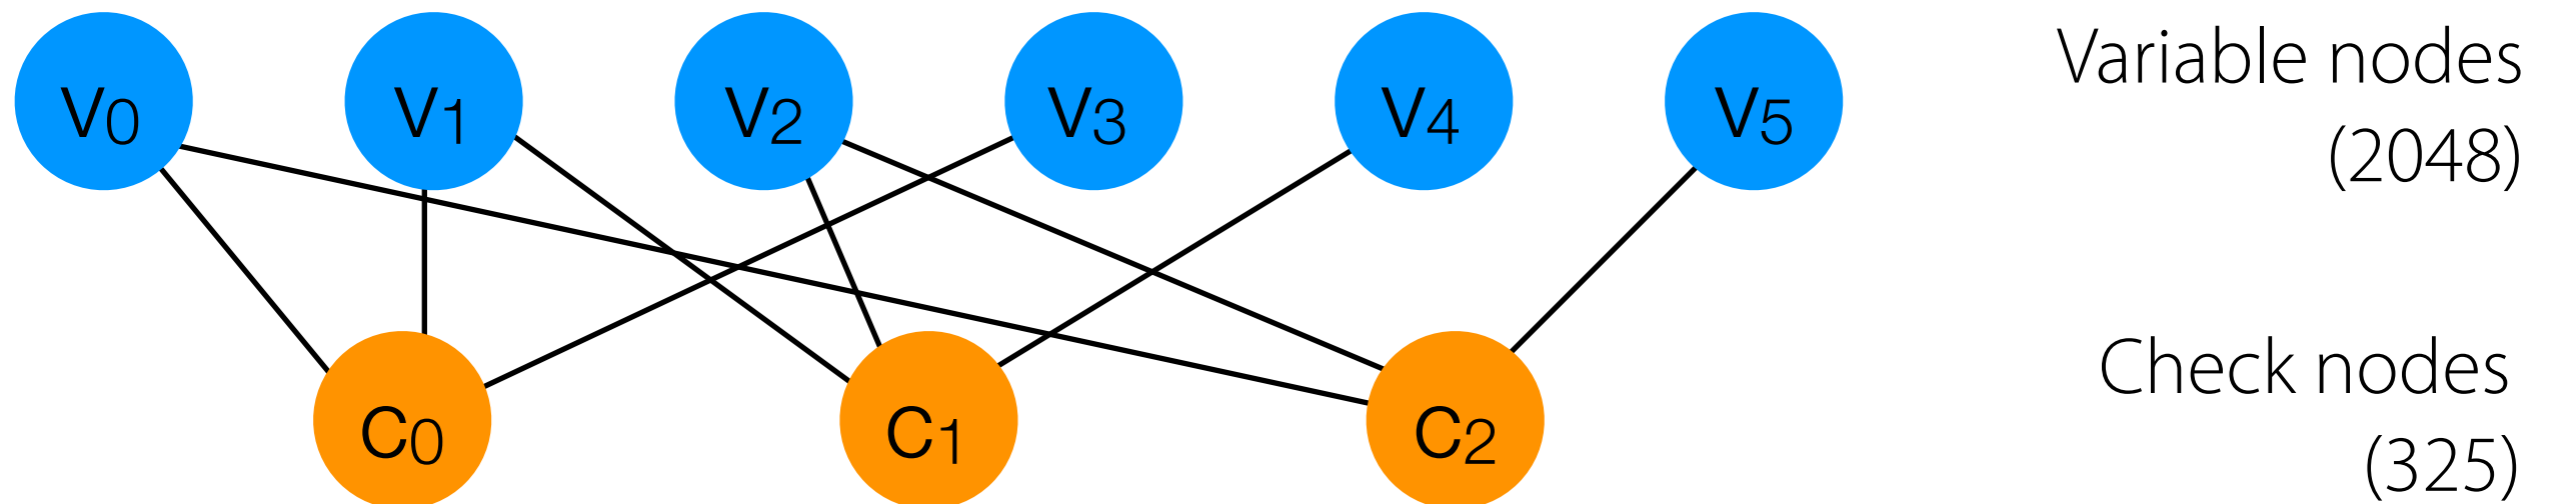 V0 V1 V2 V3 V4 V5
Variable nodes
(2048)
C0 C1 C2
Check nodes
(325)